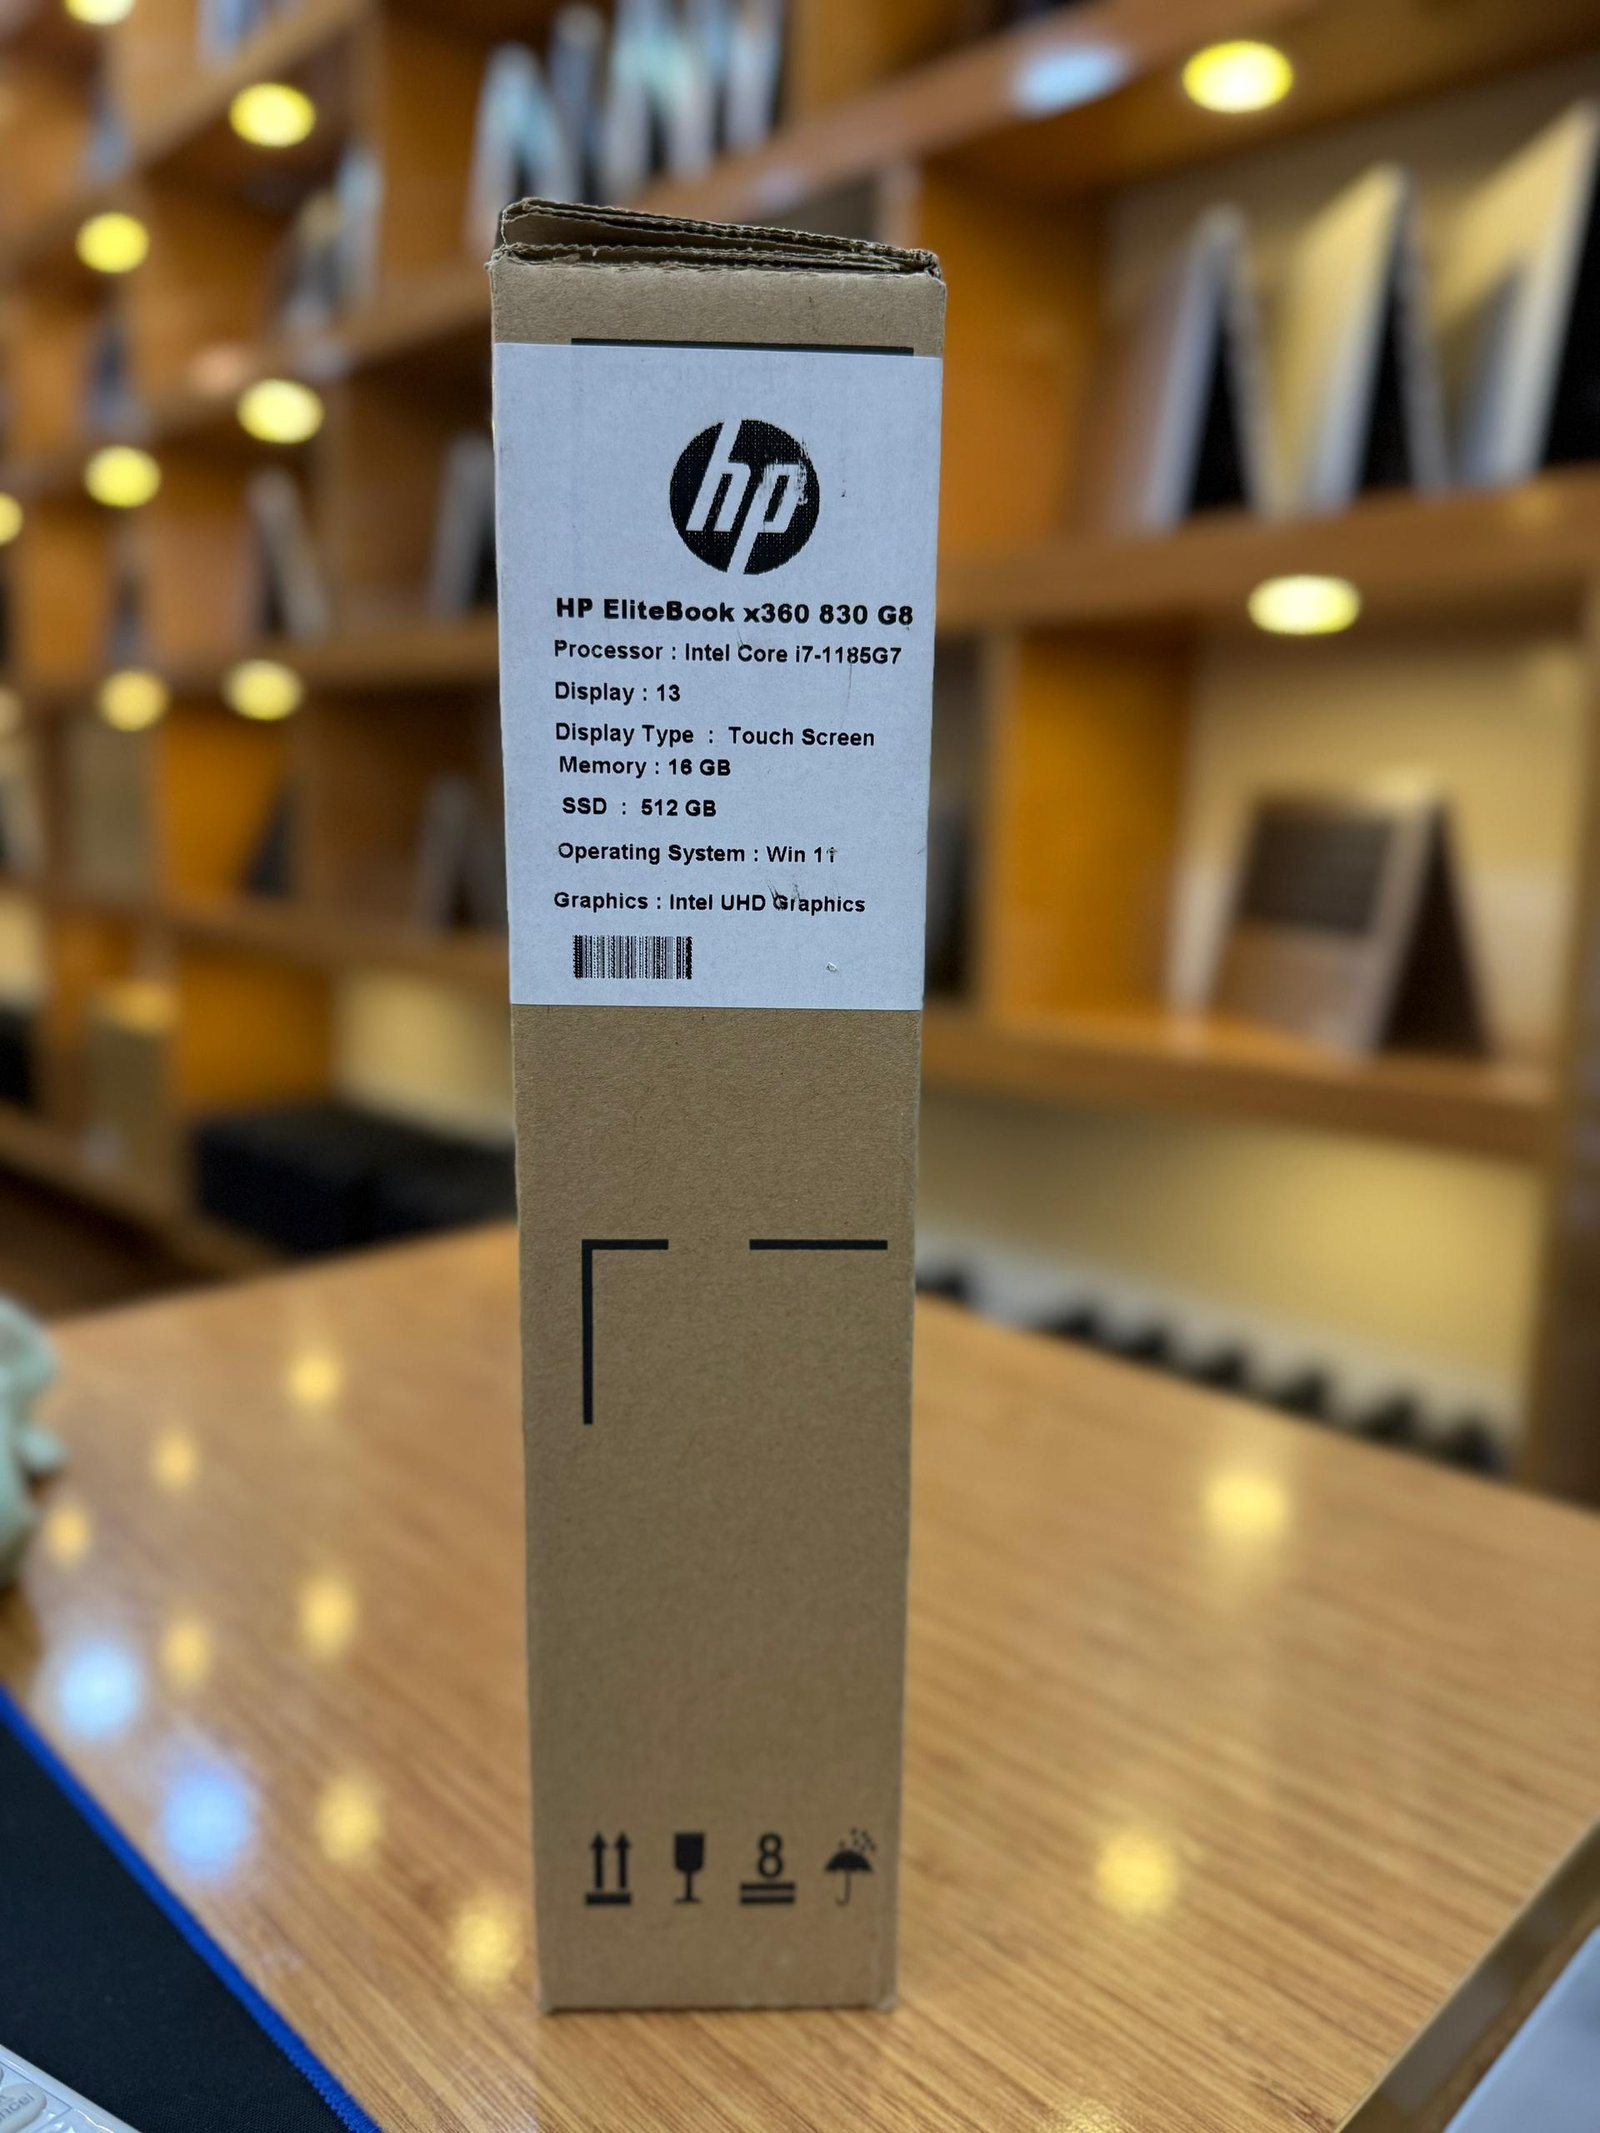 hp
HP EliteBook x360 830 G8
Processor : Intel Core i7-1185G7
Display : 13
Display Type : Touch Screen
Memory : 16 GB
SSD : 512 GB
Operating System : Win 11
Graphics : Intel UHD Graphics
8